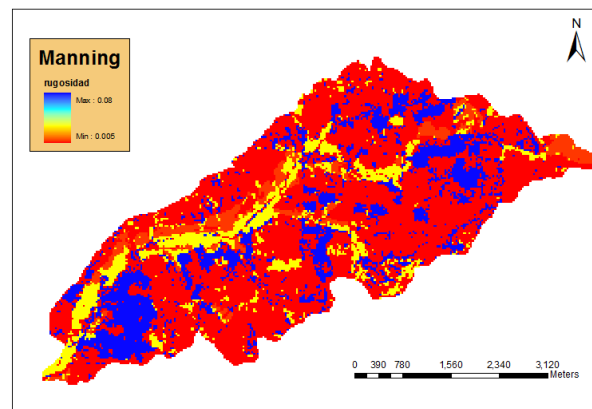 N
Manning
rugosidad
Max : 0.08
Min : 0.005
0 390 780 1,560 2,340 3,120
Meters